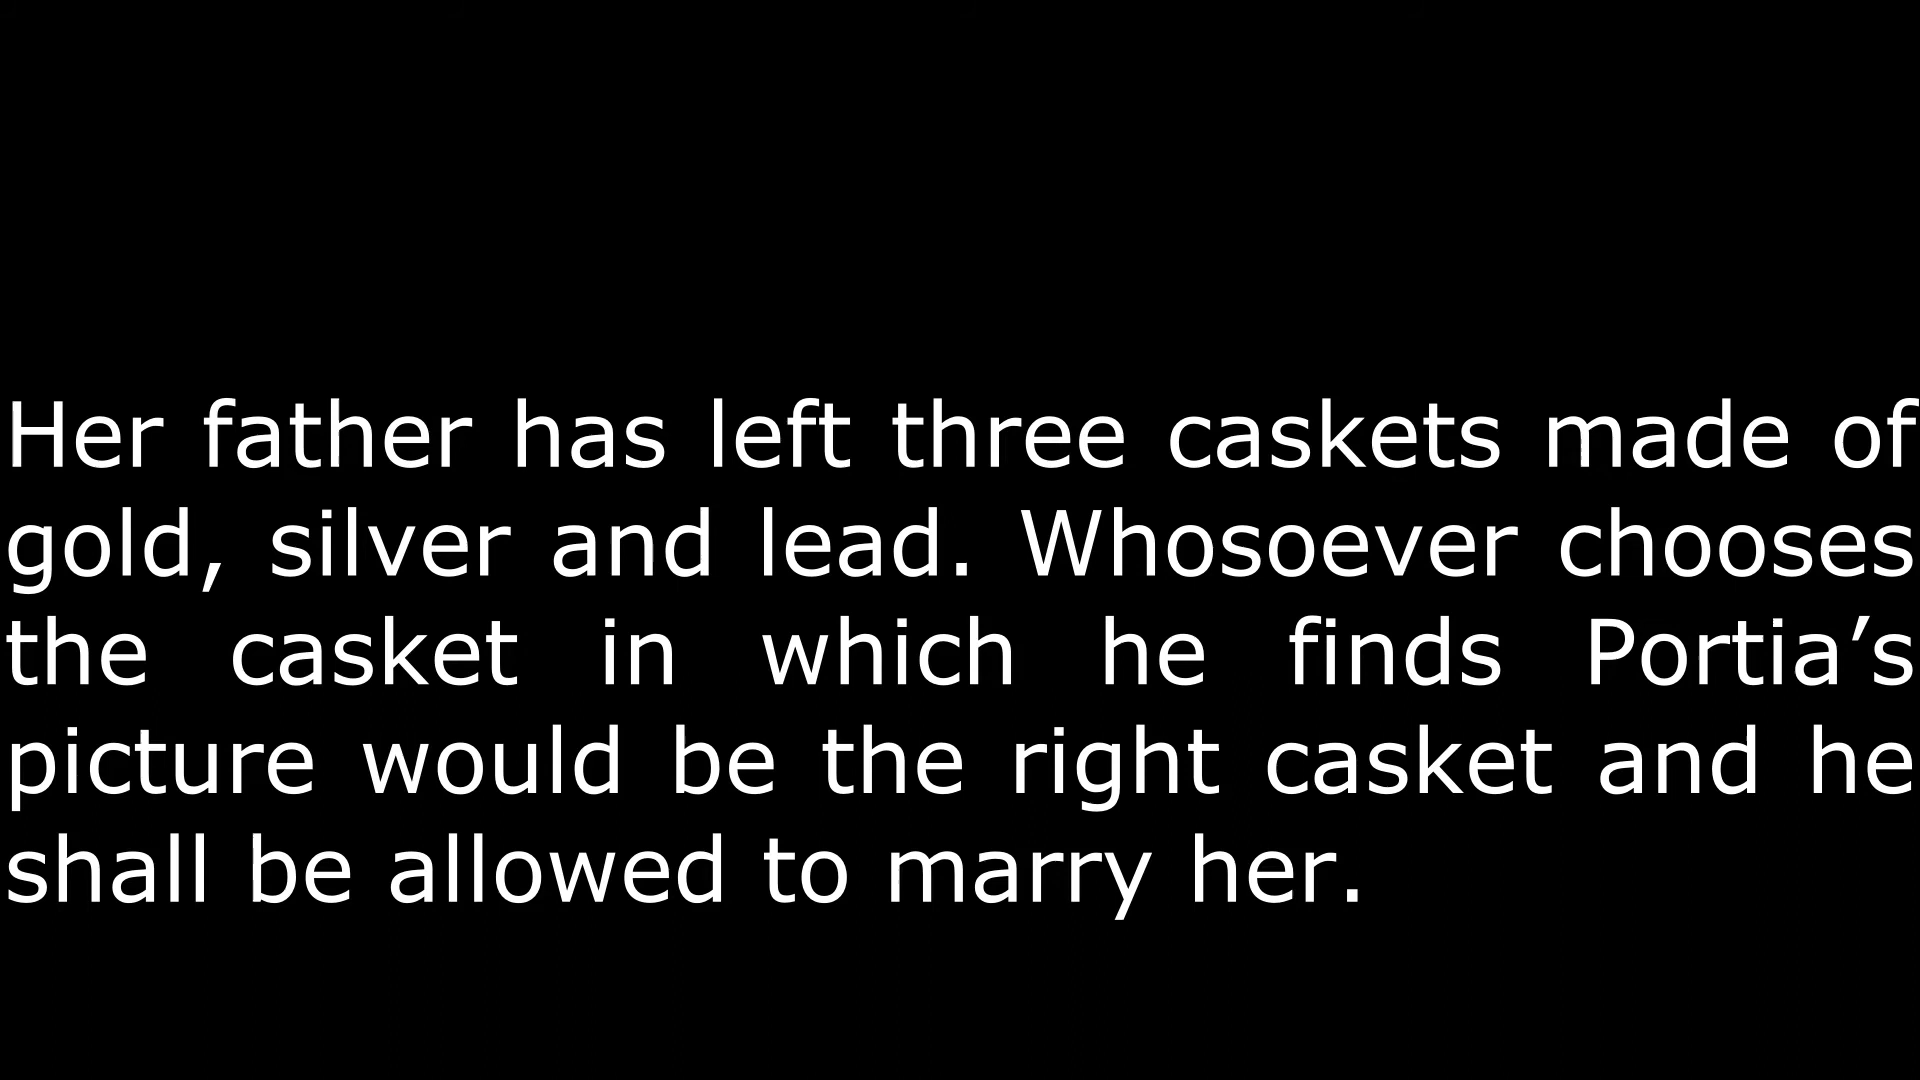 Her father has left three caskets made of
gold, silver and lead. Whosoever chooses
the casket in which he finds Portia’s
picture would be the right casket and he
shall be allowed to marry her.